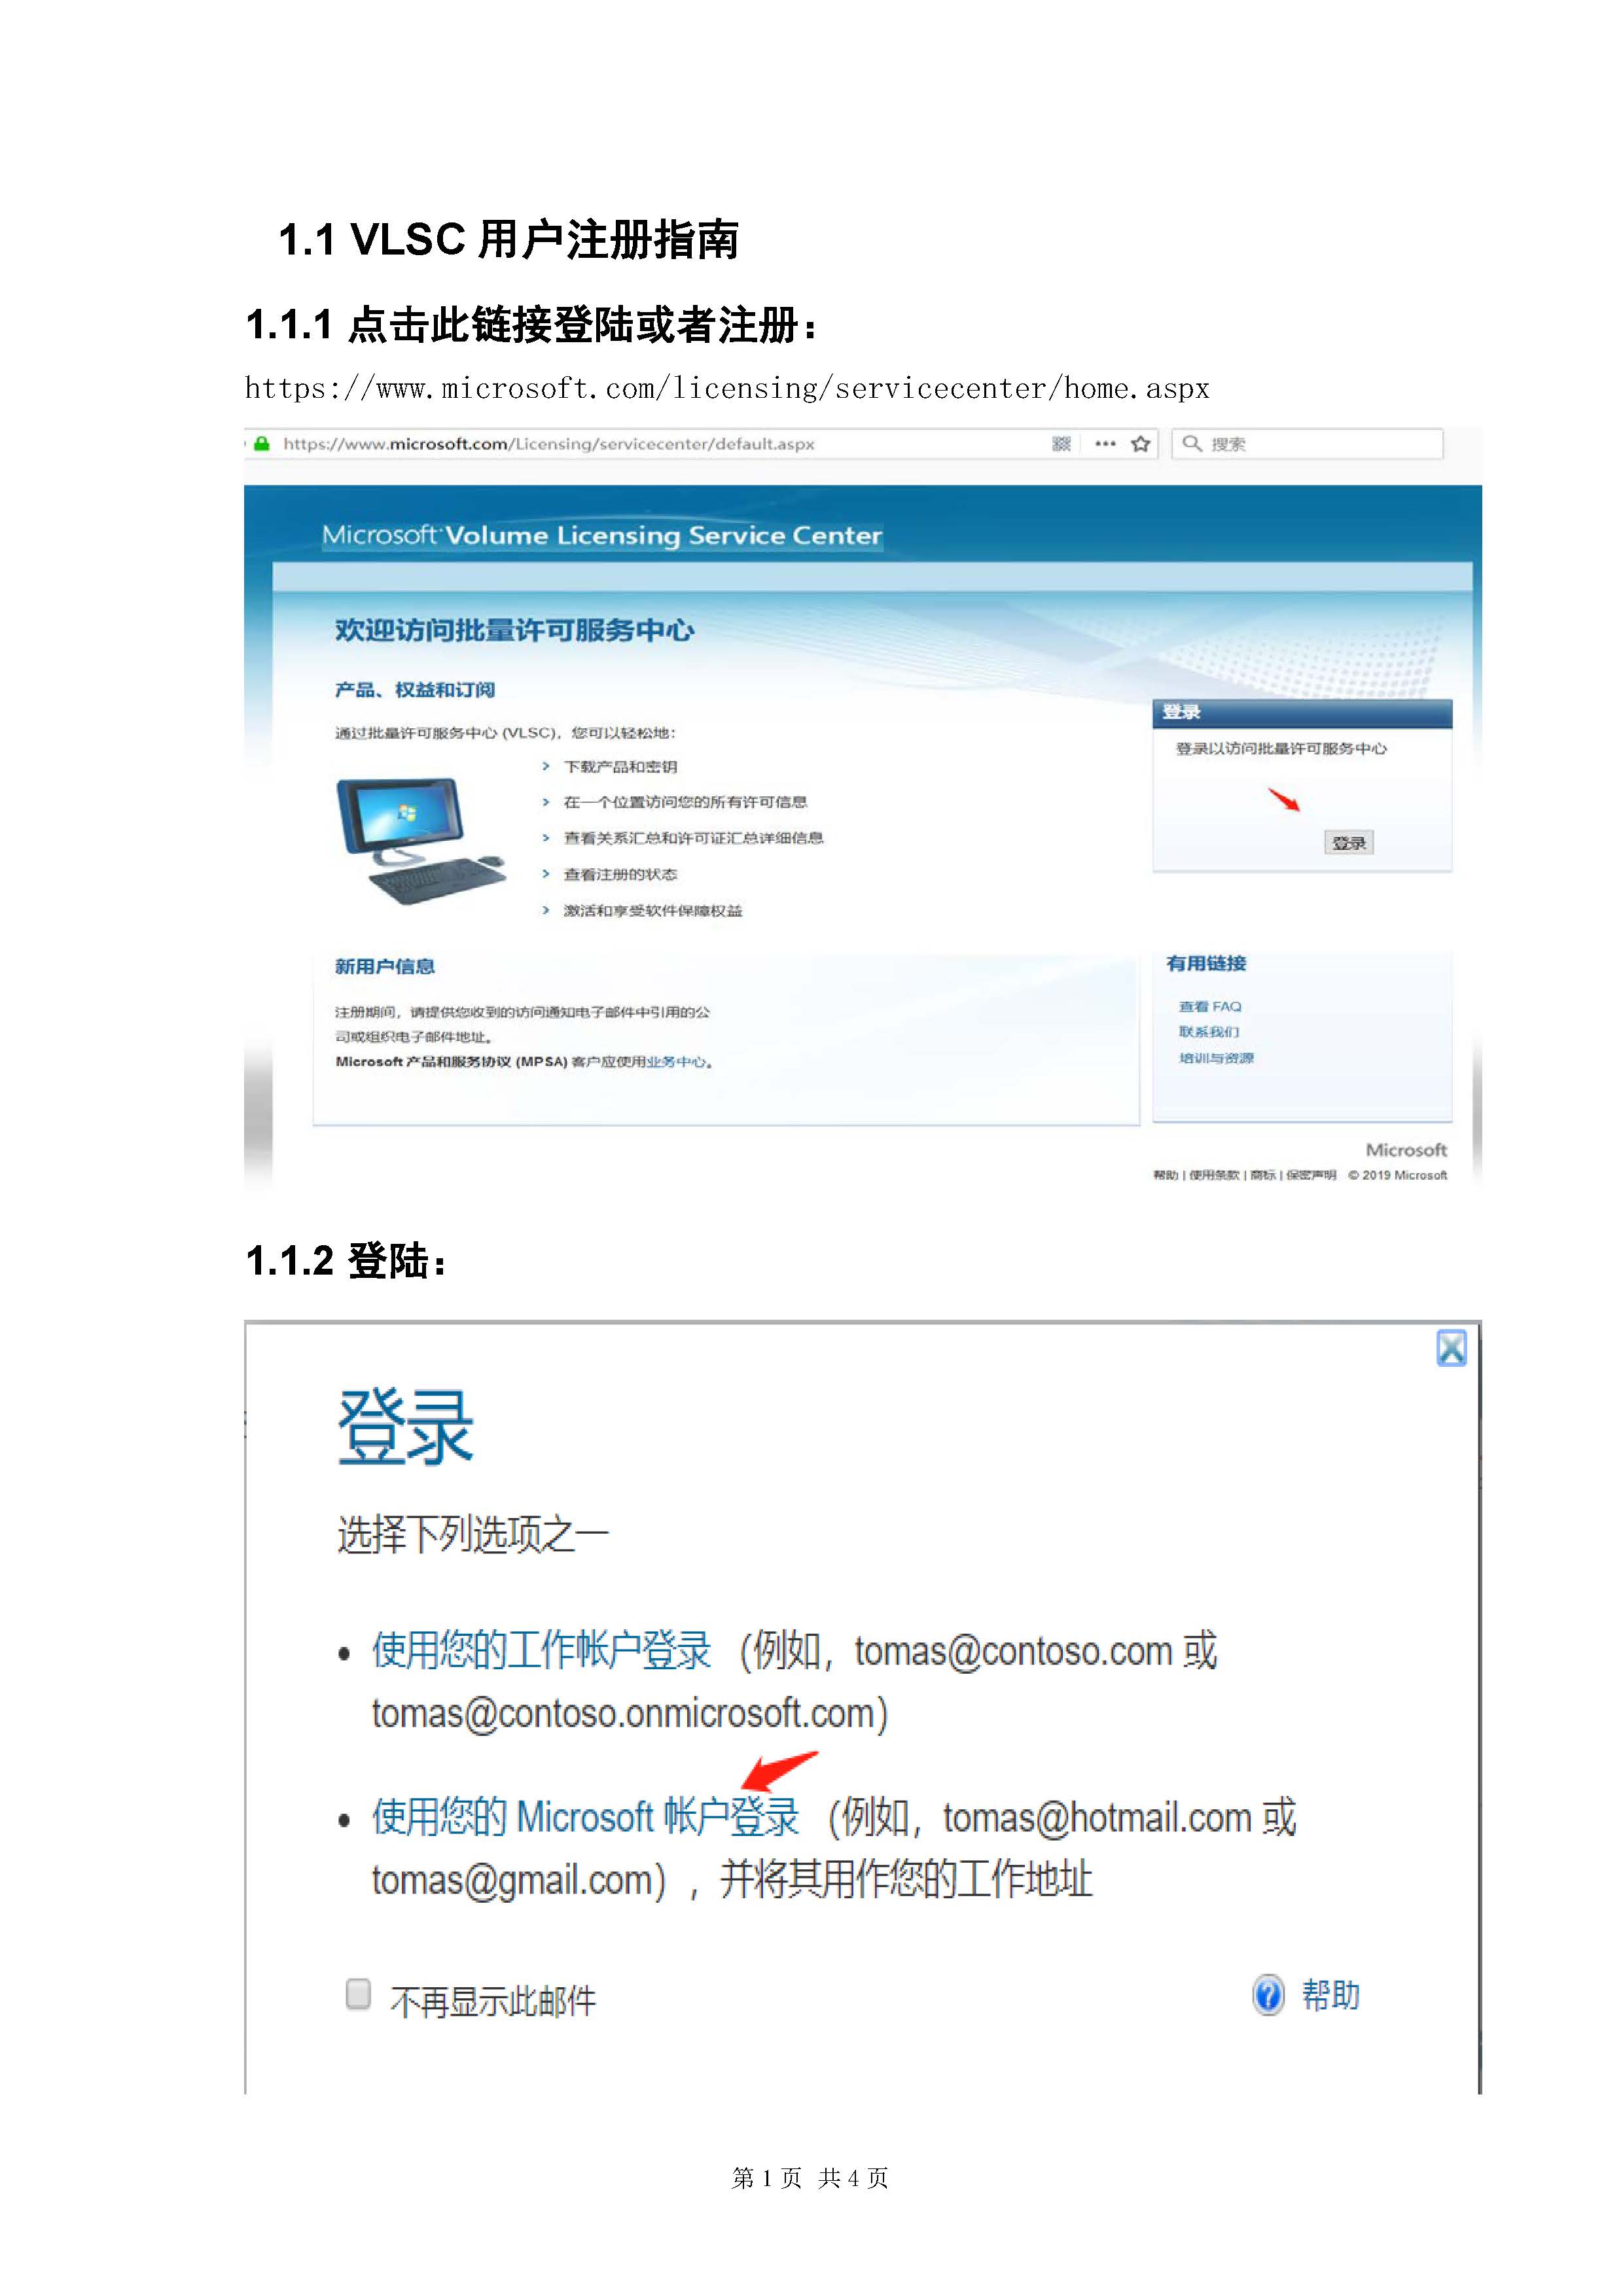 1.1 VLSC 用户注册指南
1.1.1 点击此链接登陆或者注册：
https://www.microsoft.com/licensing/servicecenter/home.aspx
https://www.microsoft.com/Licensing/servicecenter/default.aspx
搜索
Microsoft Volume Licensing Service Center
欢迎访问批量许可服务中心
产品、权益和订阅
通过批量许可服务中心 (VLSC)，您可以轻松地：
下载产品和密钥
在一个位置访问您的所有许可信息
查看关系汇总和许可证汇总详细信息
查看注册的状态
激活和享受软件保障权益
登录
登录以访问批量许可服务中心
登录
新用户信息
注册期间，请提供您收到的访问通知电子邮件中引用的公
司或组织电子邮件地址。
Microsoft 产品和服务协议 (MPSA) 客户应使用业务中心。
有用链接
查看 FAQ
联系我们
培训与资源
Microsoft
帮助 | 使用条款 | 商标 | 保密声明 © 2019 Microsoft
1.1.2 登陆：
登录
选择下列选项之一
• 使用您的工作帐户登录 （例如，tomas@contoso.com 或
tomas@contoso.onmicrosoft.com）
• 使用您的 Microsoft 帐户登录 （例如，tomas@hotmail.com 或
tomas@gmail.com），并将其用作您的工作地址
不再显示此邮件
帮助
第 1 页 共 4 页